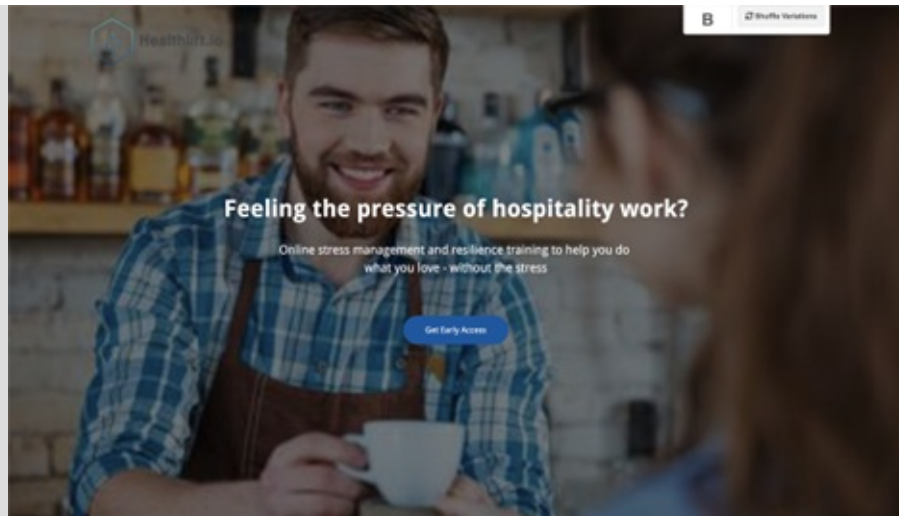 Healthkit.io
B
Shuffle Variations
Feeling the pressure of hospitality work?
Online stress management and resilience training to help you do
what you love - without the stress
Get Early Access